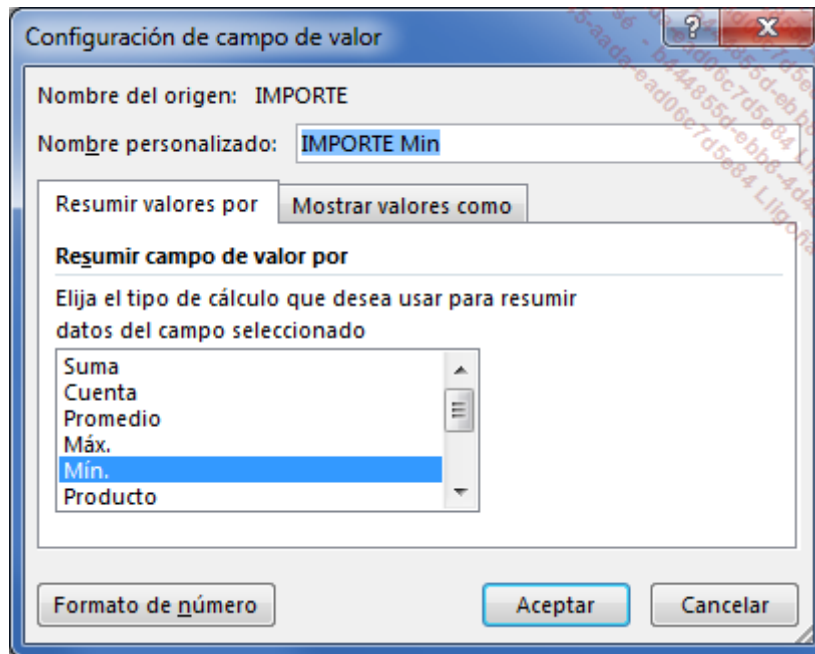 Configuración de campo de valor
Nombre del origen: IMPORTE
Nombre personalizado: IMPORTE Min
Resumir valores por Mostrar valores como
Resumir campo de valor por
Elija el tipo de cálculo que desea usar para resumir
datos del campo seleccionado
Suma
Cuenta
Promedio
Máx.
Mín.
Producto
Formato de número Aceptar Cancelar